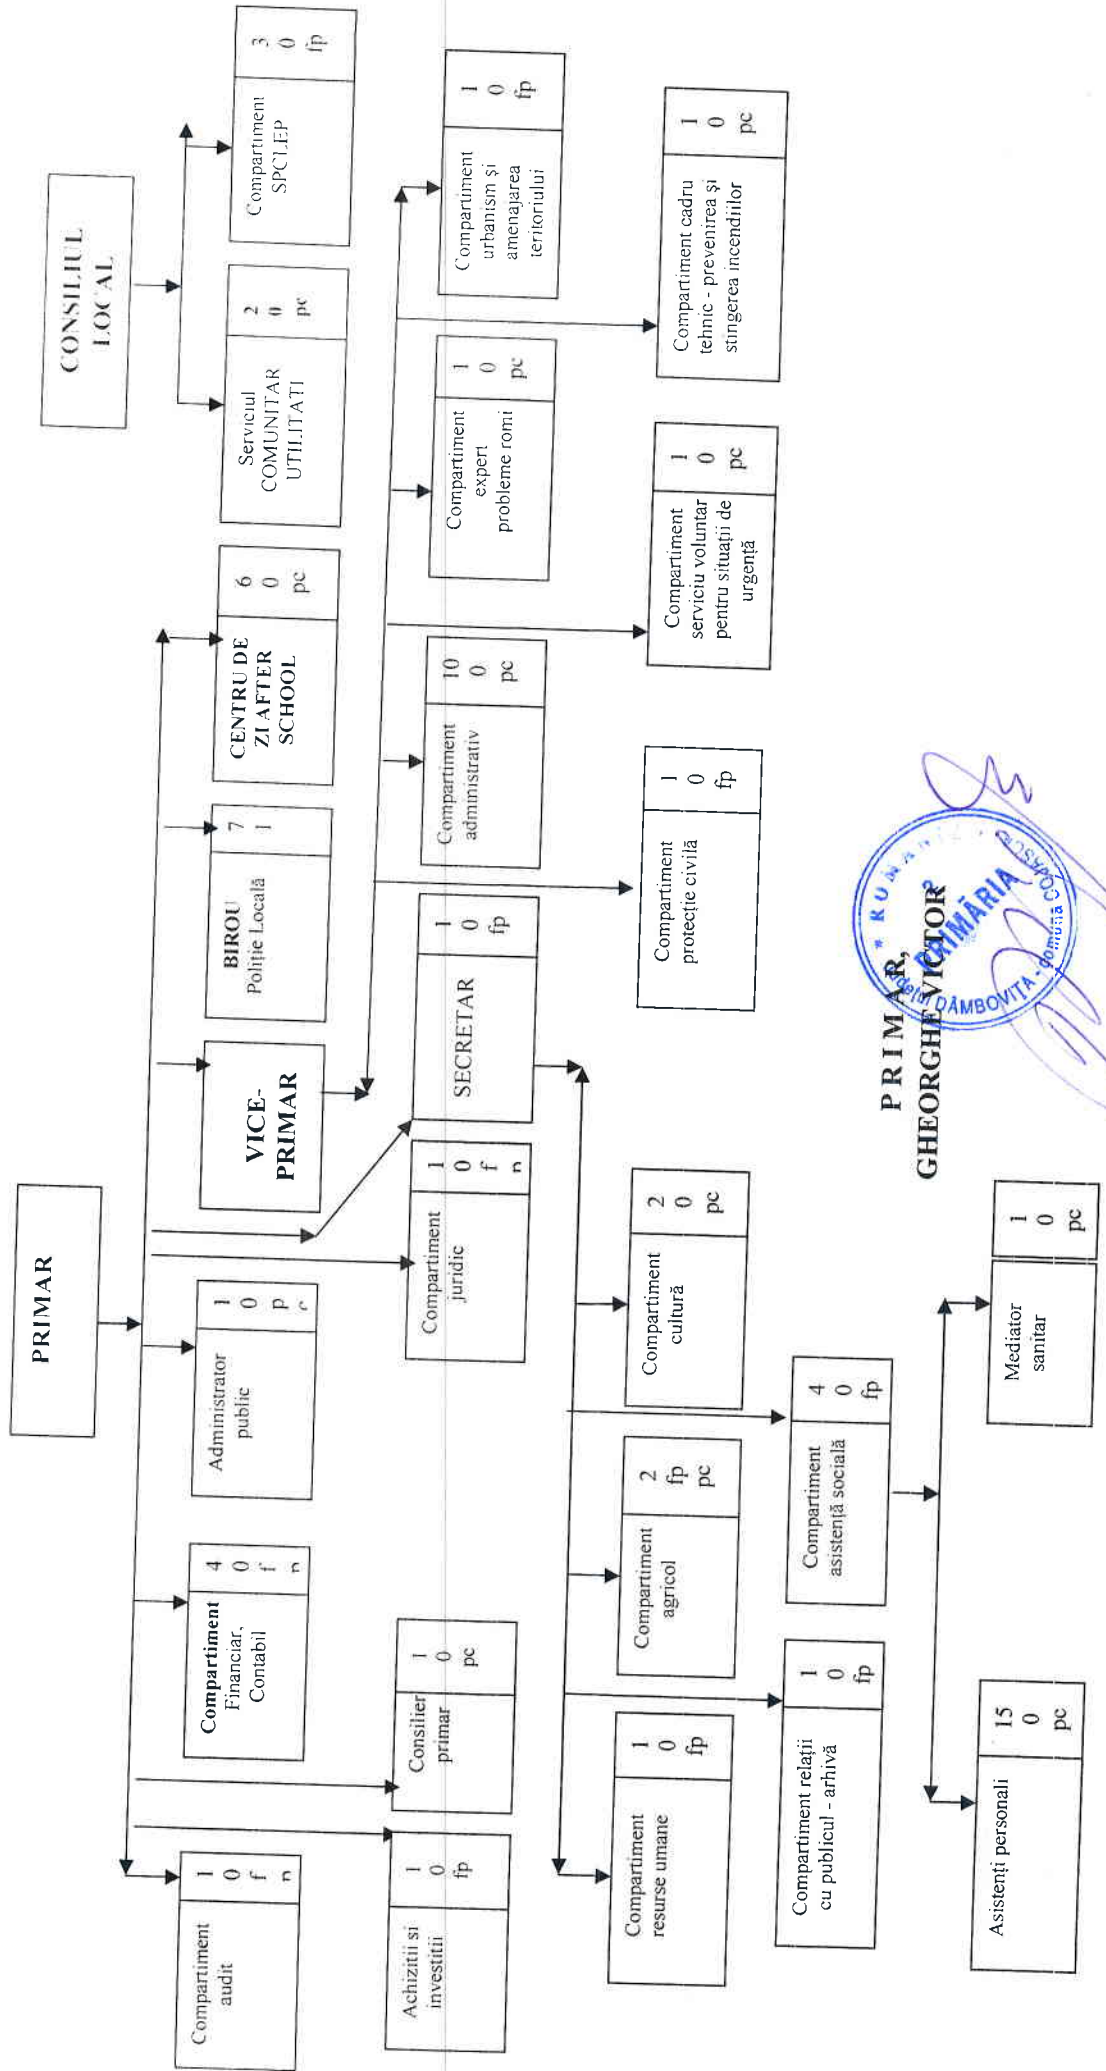 PRIMAR
CONSILIUL
LOCAL
Compartiment
audit
1
0
f
Compartiment
Financiar,
Contabil
4
0
f
Administrator
public
1
0
p
VICE-
PRIMAR
BIROU
Poliție Locală
7
1
CENTRU DE
ZI AFTER
SCHOOL
6
0
pc
Serviciul
COMUNITAR
UTILITATI
2
0
pc
Compartiment
SPCLEP
3
0
fp
Achizitii si
investitii
1
0
fp
Consilier
primar
1
0
pc
Compartiment
juridic
1
0
f
SECRETAR
1
0
fp
Compartiment
administrativ
10
0
pc
Compartiment
expert
probleme romi
1
0
pc
Compartiment
urbanism și
amenajarea
teritoriului
1
0
fp
Compartiment
resurse umane
1
0
fp
Compartiment
agricol
2
fp
pc
Compartiment
cultură
2
0
pc
Compartiment
protecție civilă
1
0
fp
Compartiment
serviciu voluntar
pentru situații de
urgență
1
0
pc
Compartiment cadru
tehnic - prevenirea și
stingerea incendiilor
1
0
pc
Compartiment relații
cu publicul - arhivă
1
0
fp
Compartiment
asistență socială
4
0
fp
Asistenți personali
15
0
pc
Mediator
sanitar
1
0
pc
PRIMAR,
GHEORGHE VICTOR
* ROMANIA *
Județul DÂMBOVIȚA - Comuna COJASCA
PRIMĂRIA